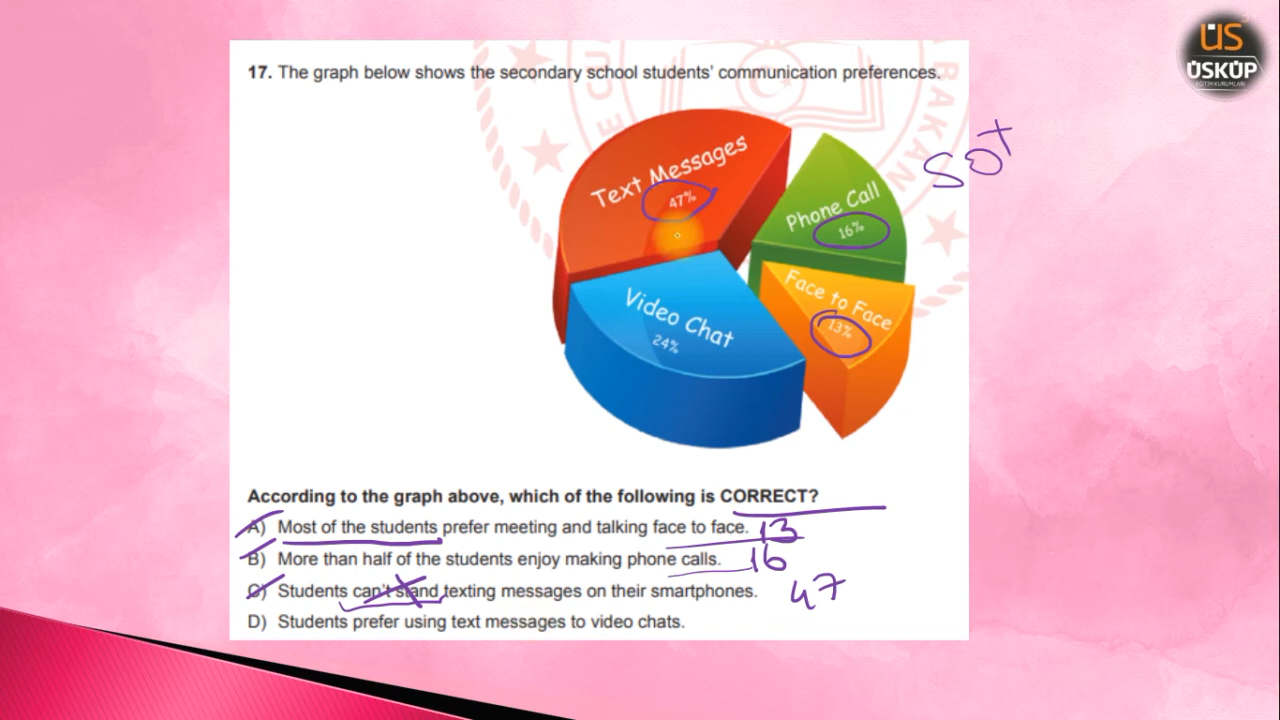 ÜS
ÜSKÜP
EĞİTİM KURUMLARI
17. The graph below shows the secondary school students' communication preferences.
Text Messages
47%
Phone Call
16%
Face to Face
13%
Video Chat
24%
According to the graph above, which of the following is CORRECT?
A) Most of the students prefer meeting and talking face to face. 13
B) More than half of the students enjoy making phone calls. 16
C) Students can't stand texting messages on their smartphones. 47
D) Students prefer using text messages to video chats.